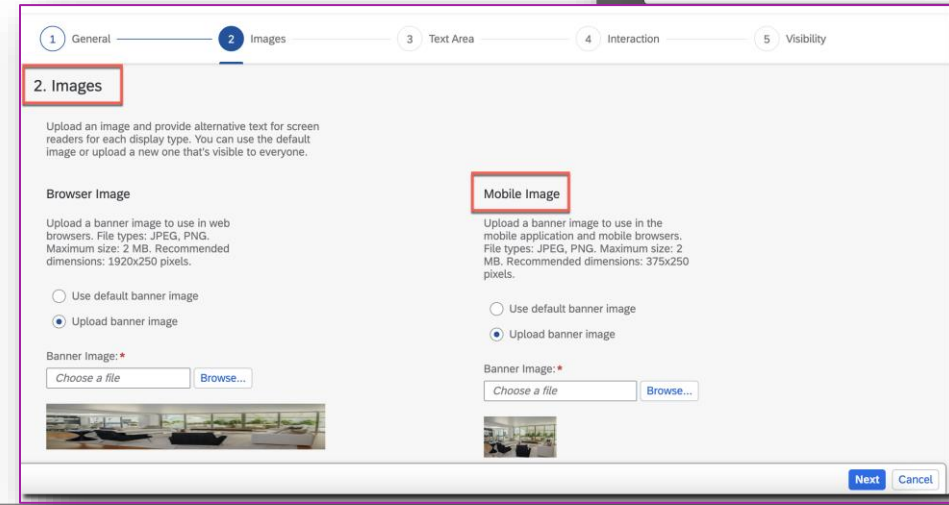 1 General
2 Images
3 Text Area
4 Interaction
5 Visibility
2. Images
Upload an image and provide alternative text for screen
readers for each display type. You can use the default
image or upload a new one that's visible to everyone.
Browser Image
Upload a banner image to use in web
browsers. File types: JPEG, PNG.
Maximum size: 2 MB. Recommended
dimensions: 1920x250 pixels.
Use default banner image
Upload banner image
Banner Image:*
Choose a file
Browse...
Mobile Image
Upload a banner image to use in the
mobile application and mobile browsers.
File types: JPEG, PNG. Maximum size: 2
MB. Recommended dimensions: 375x250
pixels.
Use default banner image
Upload banner image
Banner Image:*
Choose a file
Browse...
Next
Cancel